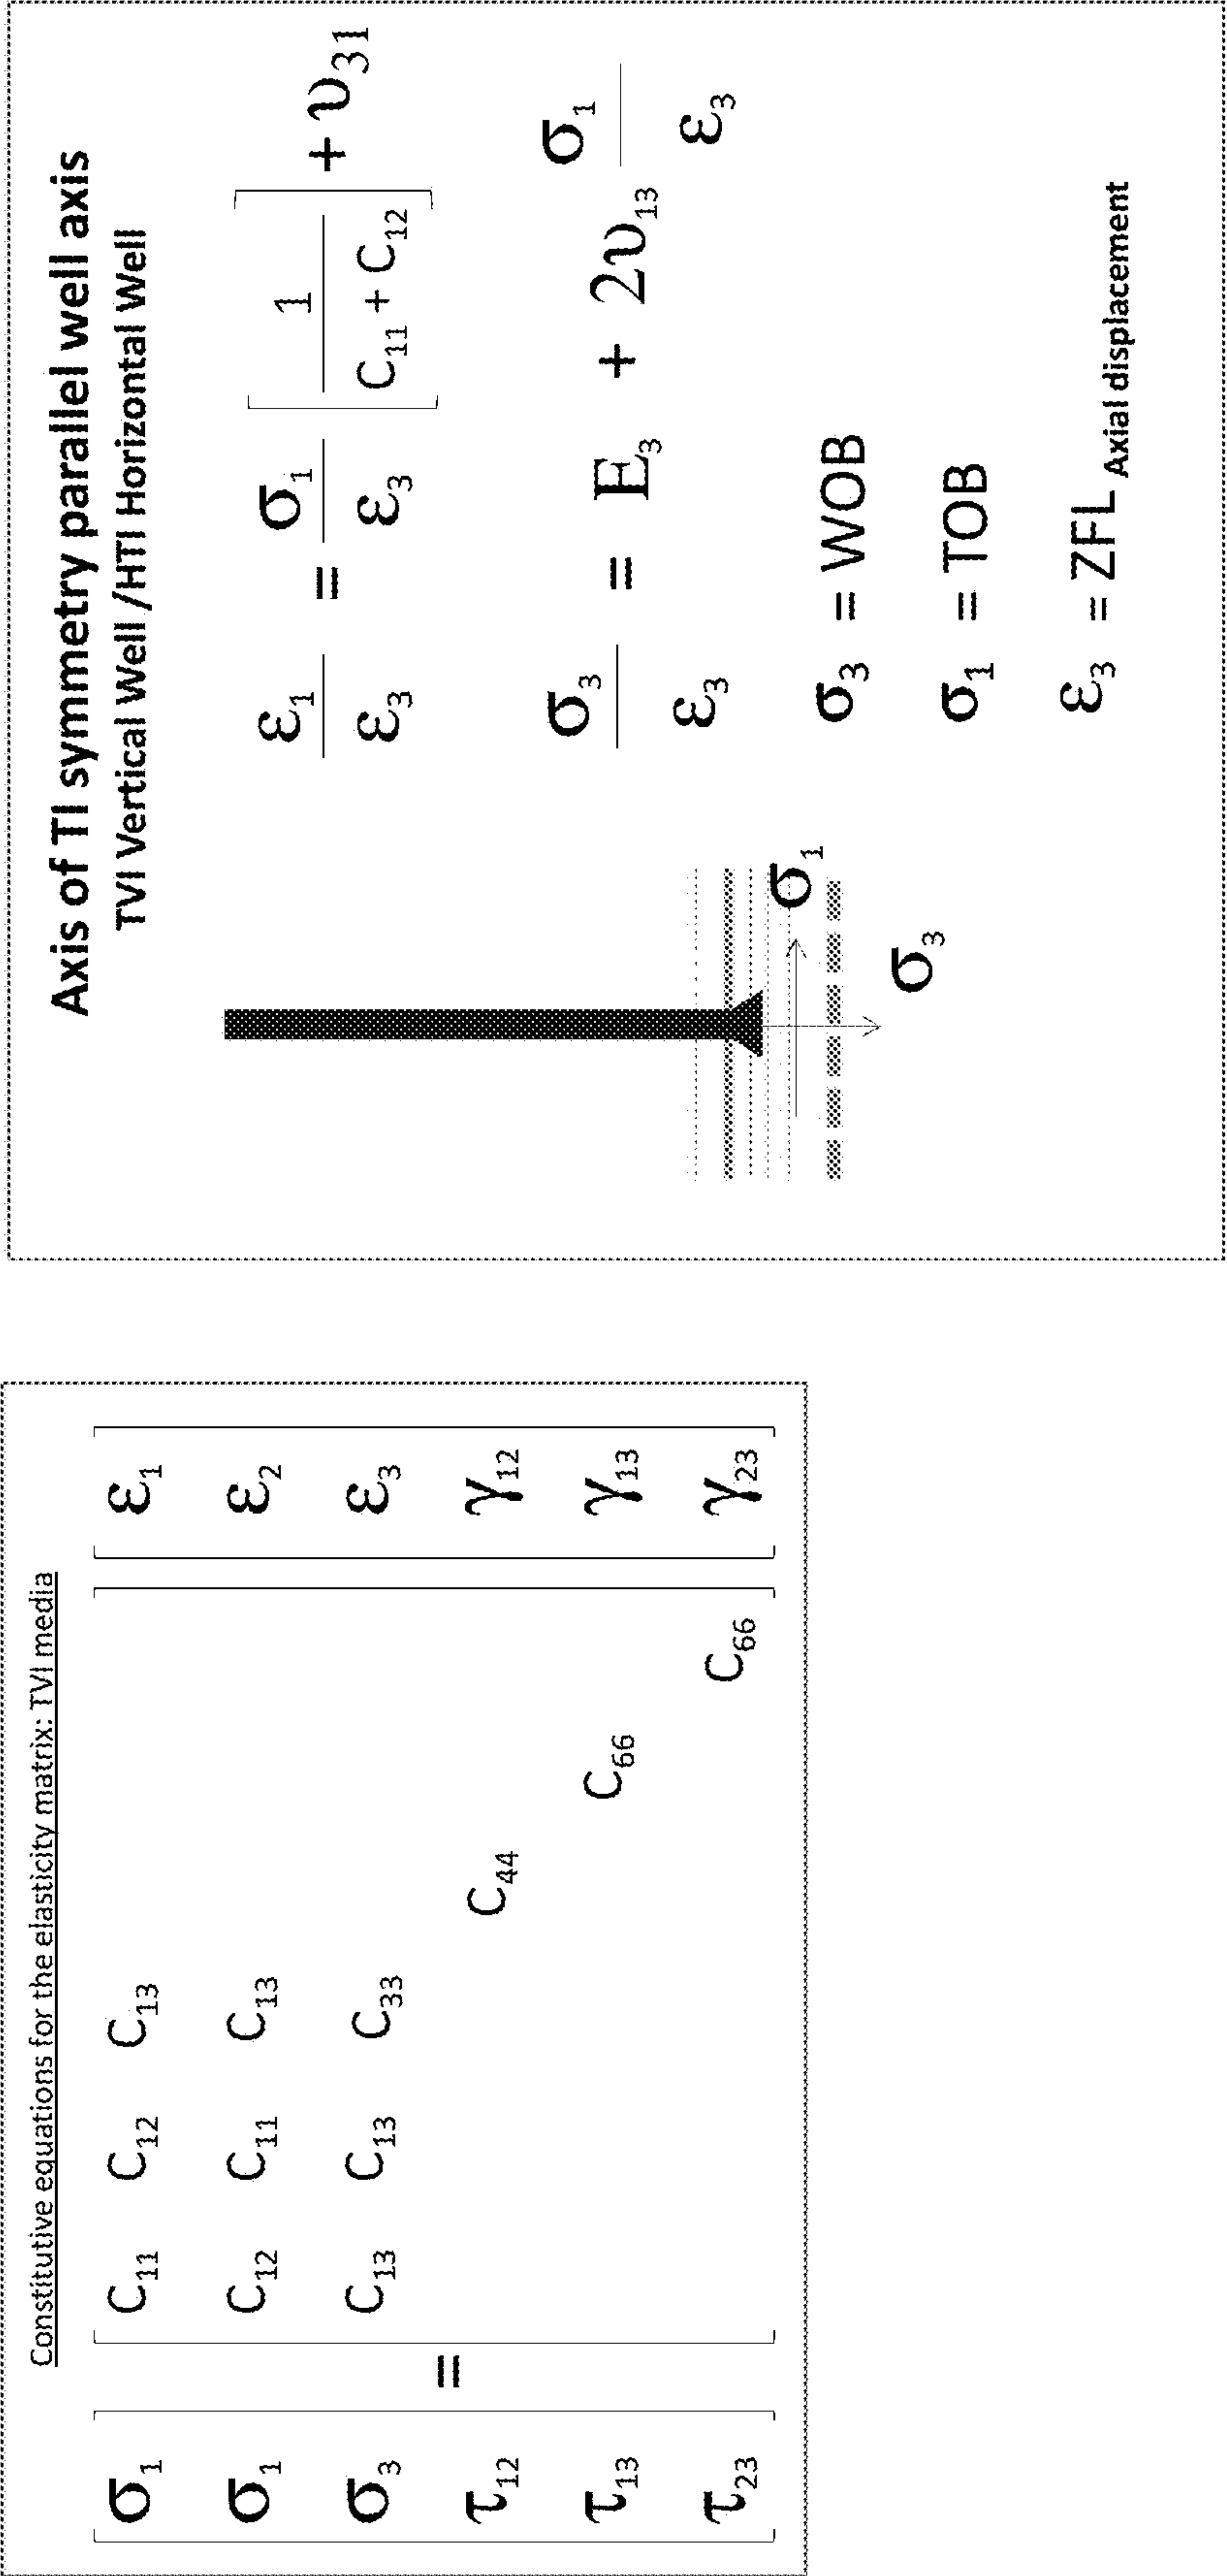 Constitutive equations for the elasticity matrix: TVI media
σ1 C11 C12 C13 ε1
σ1 C12 C11 C13 ε2
σ3 = C13 C13 C33 ε3
τ12 C44 γ12
τ13 C66 γ13
τ23 C66 γ23
Axis of TI symmetry parallel well axis
TVI Vertical Well /HTI Horizontal Well
ε1/ε3 = σ1/ε3 [1/(C11 + C12)] + υ31
σ3/ε3 = E3 + 2υ13 σ1/ε3
σ3 = WOB
σ1 = TOB
ε3 = ZFL Axial displacement
σ1
σ3